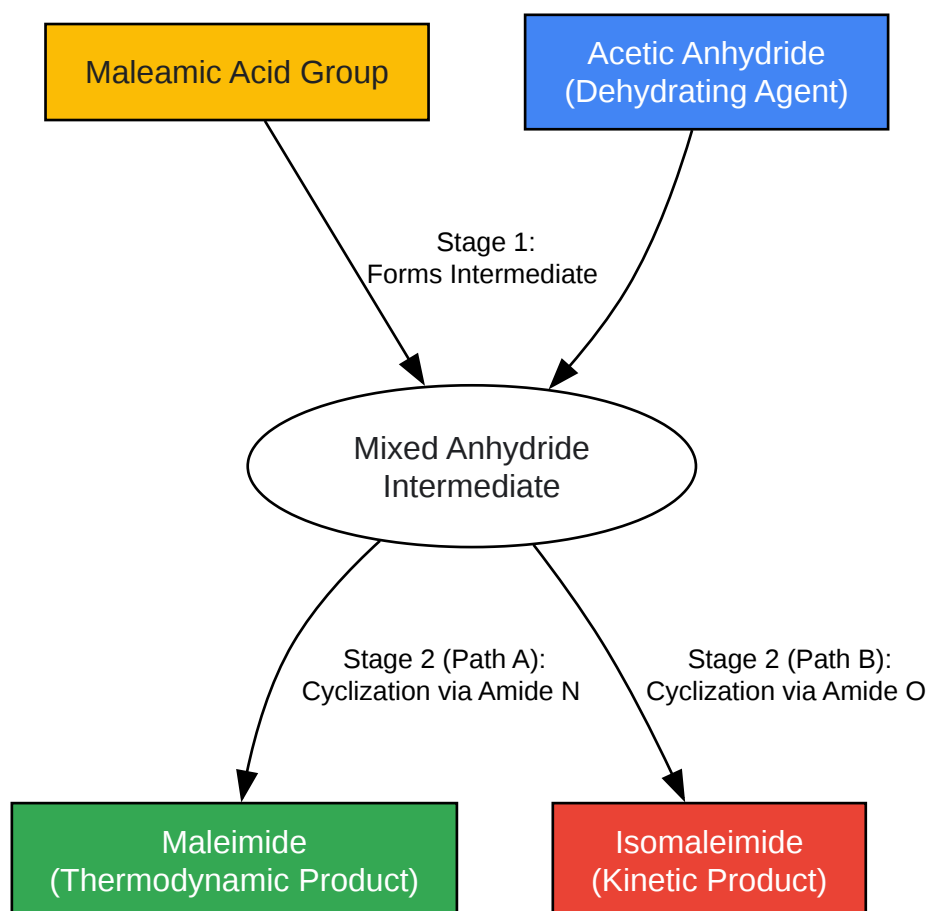 Maleamic Acid Group
Acetic Anhydride
(Dehydrating Agent)
Stage 1:
Forms Intermediate
Mixed Anhydride
Intermediate
Stage 2 (Path A):
Cyclization via Amide N
Stage 2 (Path B):
Cyclization via Amide O
Maleimide
(Thermodynamic Product)
Isomaleimide
(Kinetic Product)